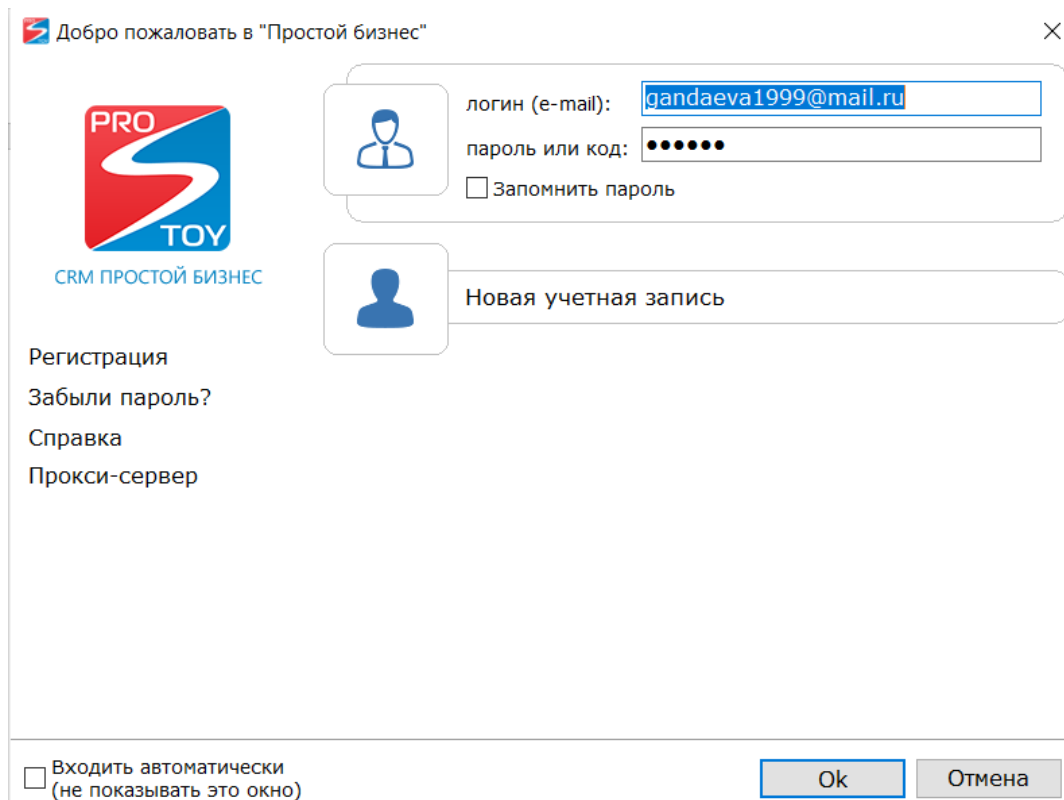 Добро пожаловать в "Простой бизнес"
PRO
STOY
CRM ПРОСТОЙ БИЗНЕС
логин (e-mail): gandaeva1999@mail.ru
пароль или код: ●●●●●●
Запомнить пароль
Новая учетная запись
Регистрация
Забыли пароль?
Справка
Прокси-сервер
Входить автоматически
(не показывать это окно)
Ok Отмена